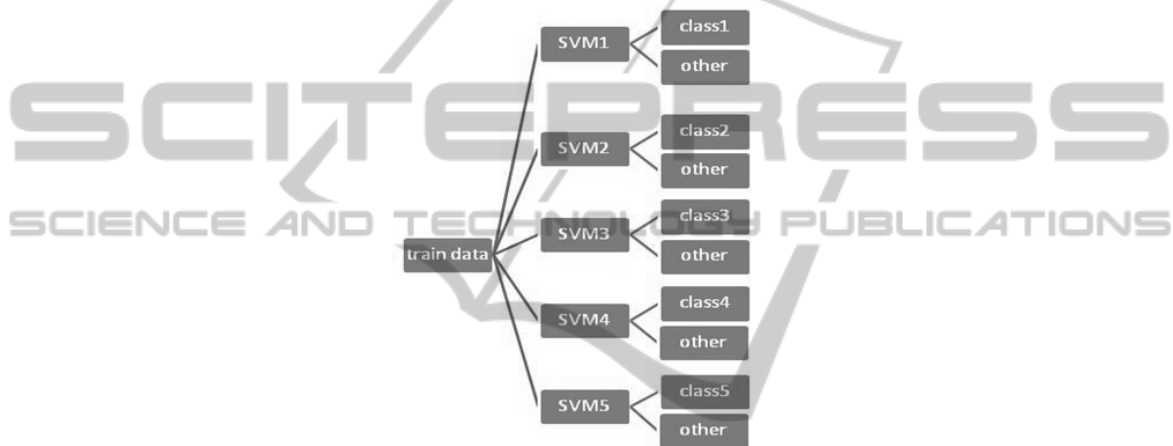 SCITEPRESS
SCIENCE AND TECHNOLOGY PUBLICATIONS
train data
SVM1
class1
other
SVM2
class2
other
SVM3
class3
other
SVM4
class4
other
SVM5
class5
other